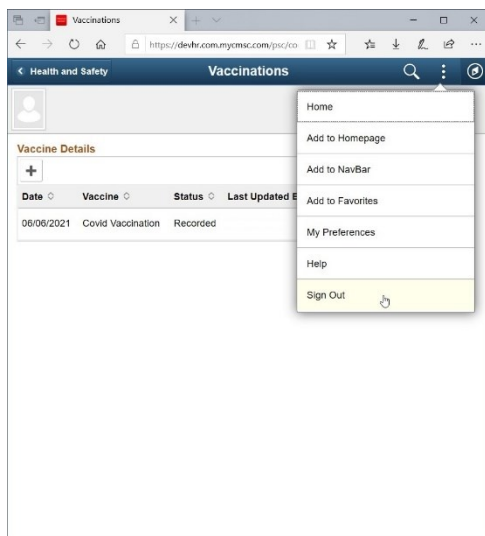 Vaccinations
https://devhr.com.mycmsc.com/psc/co
Health and Safety
Vaccinations
Home
Add to Homepage
Add to NavBar
Add to Favorites
My Preferences
Help
Sign Out
Vaccine Details
Date Vaccine Status Last Updated
06/06/2021 Covid Vaccination Recorded